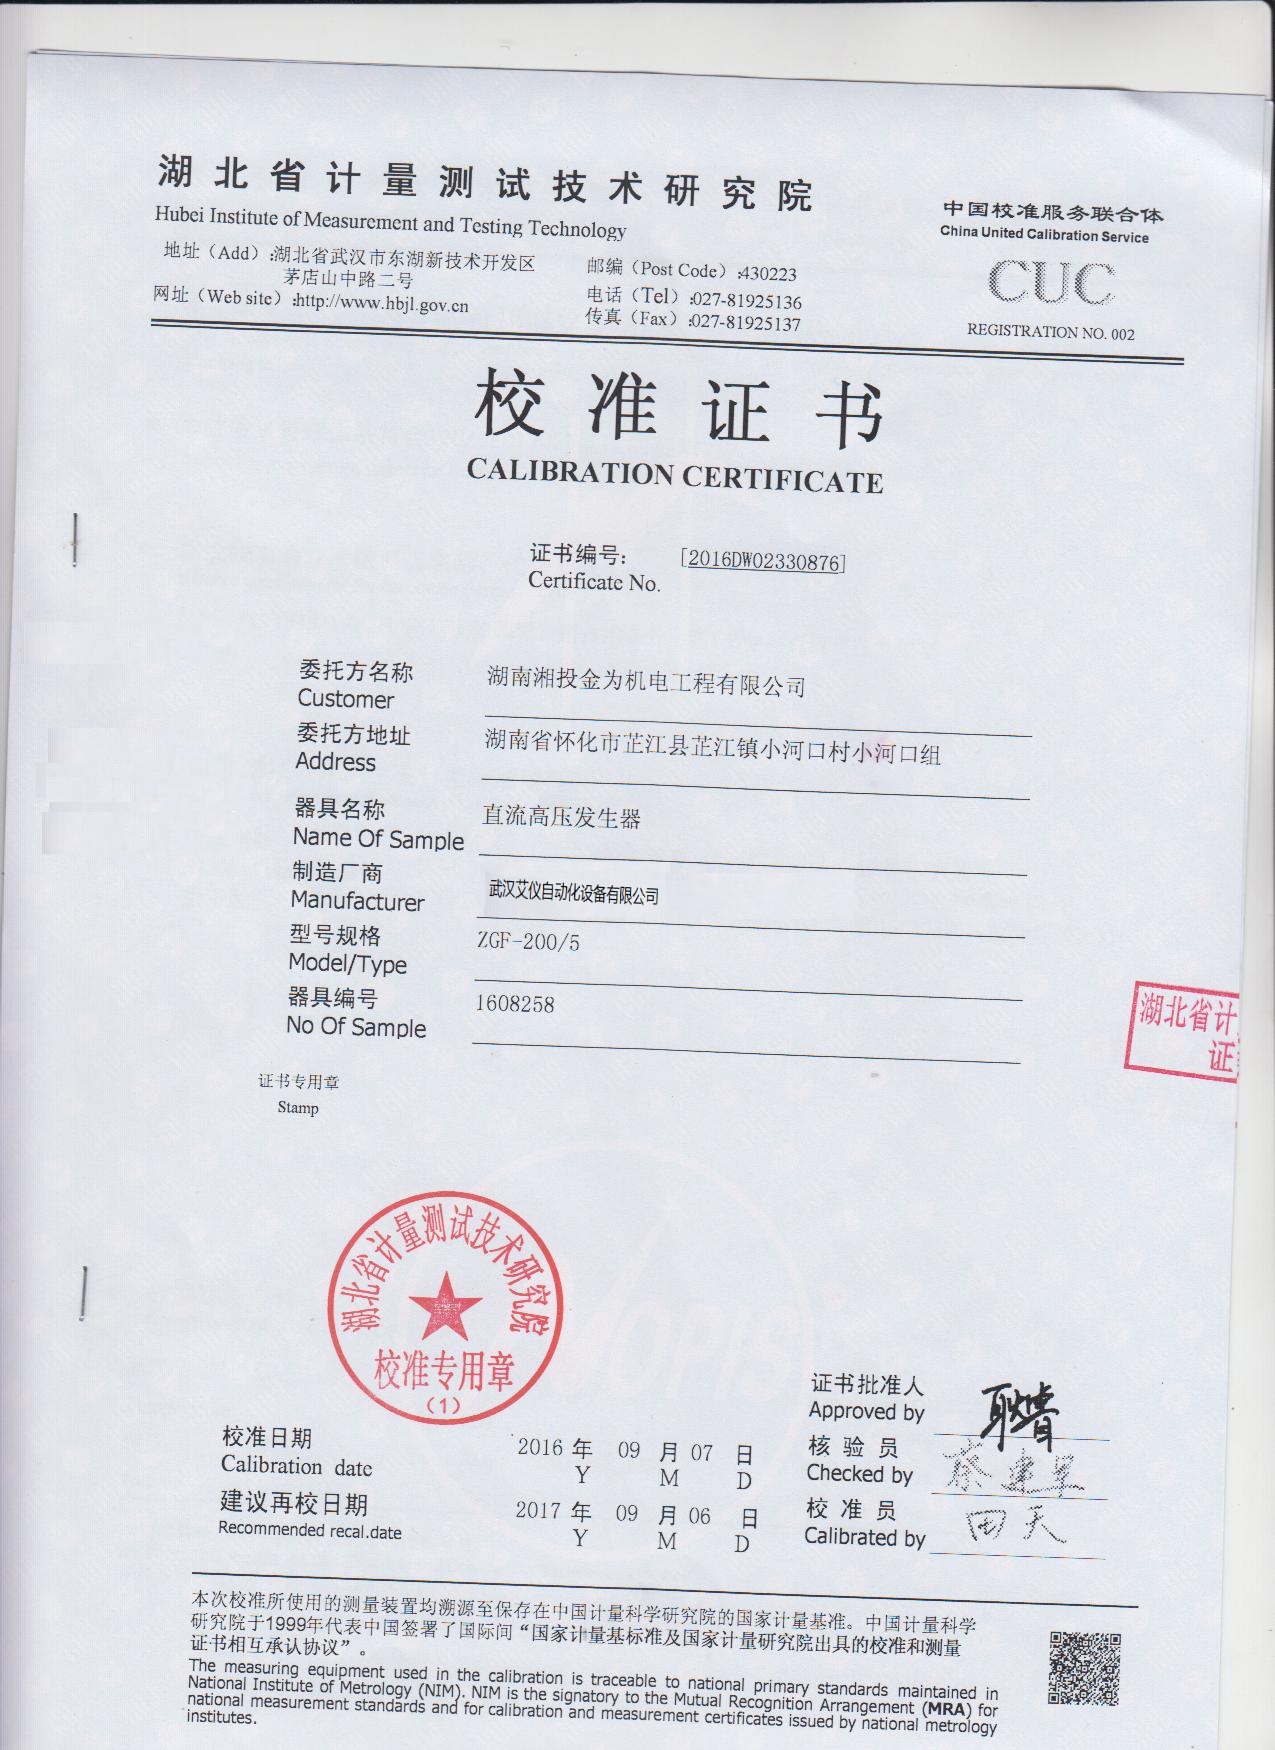 湖北省计量测试技术研究院
Hubei Institute of Measurement and Testing Technology
地址（Add）:湖北省武汉市东湖新技术开发区
茅店山中路二号
网址（Web site）:http://www.hbjl.gov.cn
邮编（Post Code）:430223
电话（Tel）:027-81925136
传真（Fax）:027-81925137
中国校准服务联合体
China United Calibration Service
CUC
REGISTRATION NO. 002
校准证书
CALIBRATION CERTIFICATE
证书编号: [2016DW02330876]
Certificate No.
委托方名称 湖南湘投金为机电工程有限公司
Customer
委托方地址 湖南省怀化市芷江县芷江镇小河口村小河口组
Address
器具名称 直流高压发生器
Name Of Sample
制造厂商 武汉艾仪自动化设备有限公司
Manufacturer
型号规格 ZGF-200/5
Model/Type
器具编号 1608258
No Of Sample
湖北省计
证
证书专用章
Stamp
湖北省计量测试技术研究院
校准专用章
（1）
证书批准人
Approved by
校准日期 2016 年 09 月 07 日
Calibration date Y M D
核验员
Checked by
建议再校日期 2017 年 09 月 06 日
Recommended recal.date Y M D
校准员 田天
Calibrated by
本次校准所使用的测量装置均溯源至保存在中国计量科学研究院的国家计量基准。中国计量科学
研究院于1999年代表中国签署了国际间“国家计量基标准及国家计量研究院出具的校准和测量
证书相互承认协议”。
The measuring equipment used in the calibration is traceable to national primary standards maintained in
National Institute of Metrology (NIM). NIM is the signatory to the Mutual Recognition Arrangement (MRA) for
national measurement standards and for calibration and measurement certificates issued by national metrology
institutes.